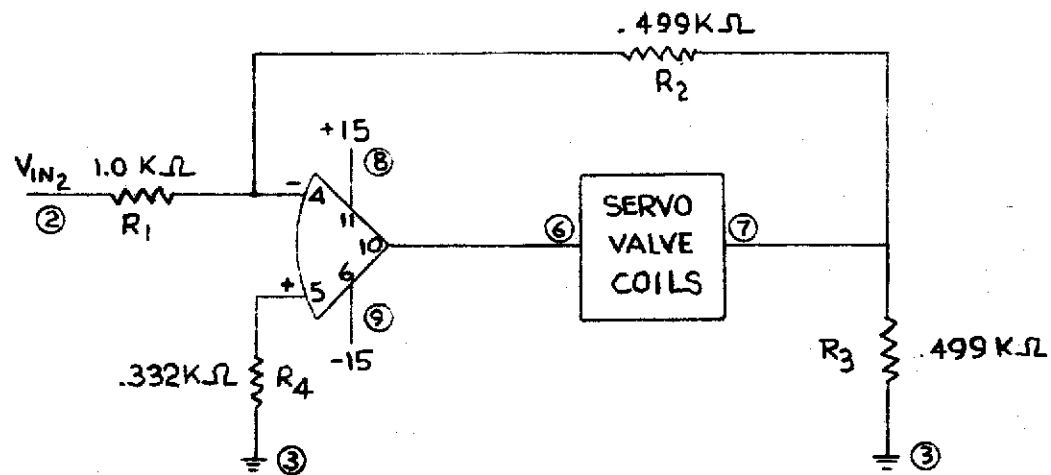 .499KΩ
R2
+15
⑧
VIN2 1.0 KΩ
②
R1
- 4
11
10
6
+ 5
⑨
-15
⑥ SERVO VALVE COILS ⑦
.332KΩ R4
③
R3 .499KΩ
③